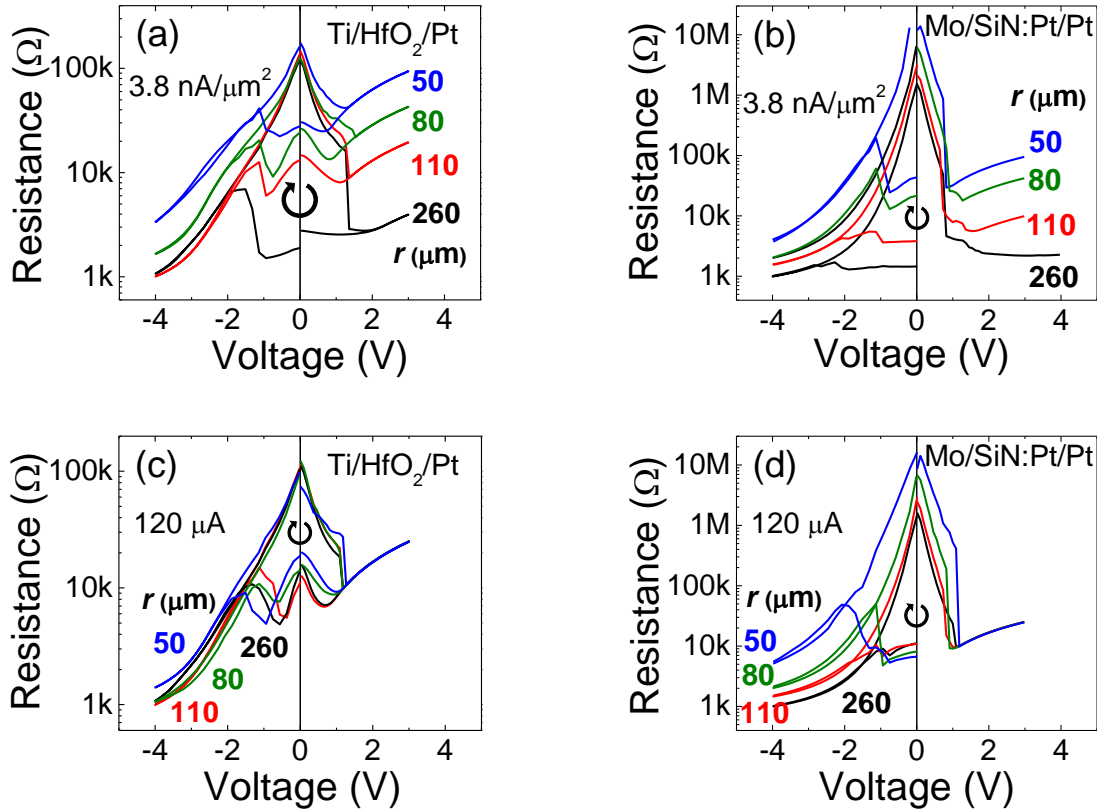 (a)
Ti/HfO2/Pt
3.8 nA/μm2
50
80
110
260
r (μm)
100k
10k
1k
Resistance (Ω)
-4 -2 0 2 4
Voltage (V)
(b)
Mo/SiN:Pt/Pt
3.8 nA/μm2
r (μm)
50
80
110
260
10M
1M
100k
10k
1k
Resistance (Ω)
-4 -2 0 2 4
Voltage (V)
(c)
Ti/HfO2/Pt
120 μA
r (μm)
50
260
80
110
100k
10k
1k
Resistance (Ω)
-4 -2 0 2 4
Voltage (V)
(d)
Mo/SiN:Pt/Pt
120 μA
r (μm)
50
80
110
260
10M
1M
100k
10k
1k
Resistance (Ω)
-4 -2 0 2 4
Voltage (V)